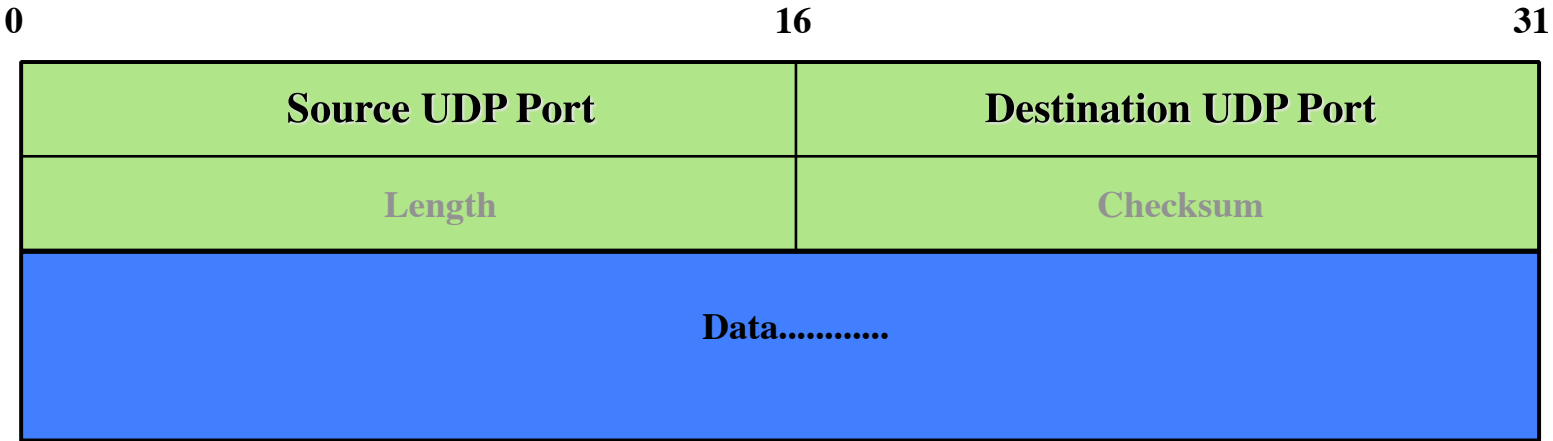 0 16 31
Source UDP Port Destination UDP Port
Length Checksum
Data............